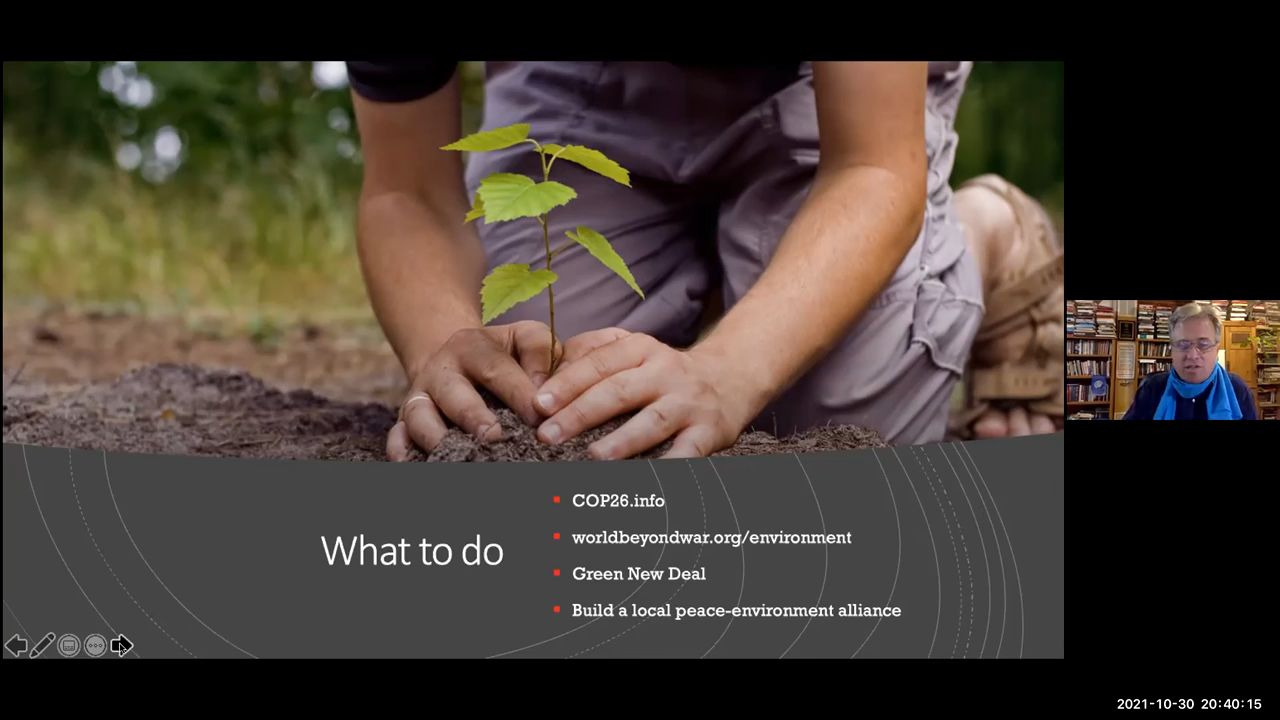 What to do
COP26.info
worldbeyondwar.org/environment
Green New Deal
Build a local peace-environment alliance
2021-10-30 20:40:15